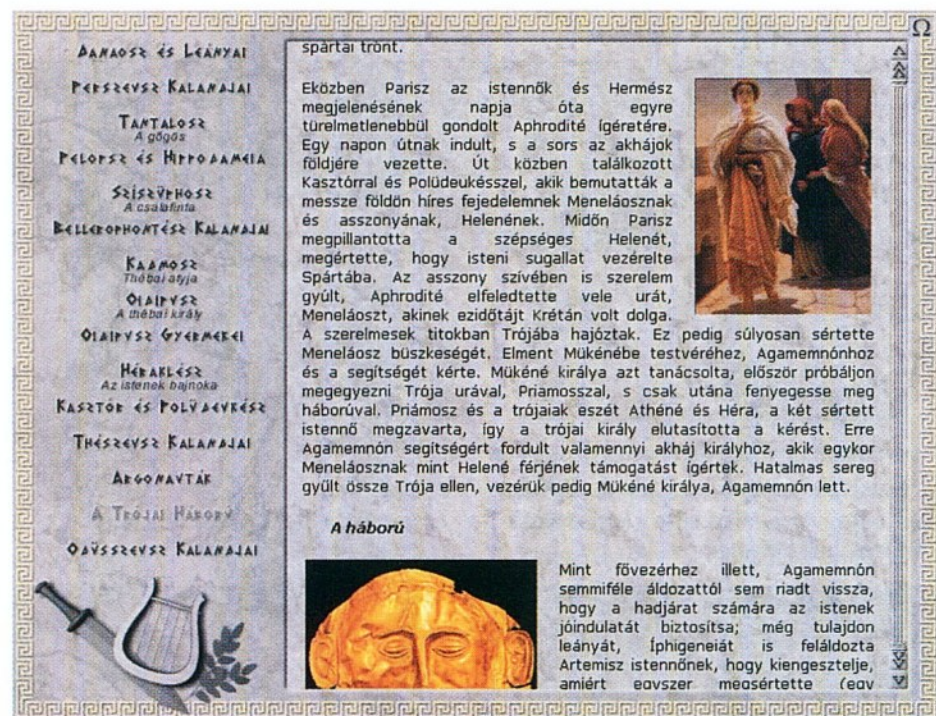 Ω
DANAOSZ ÉS LEÁNYAI
PERSZEUSZ KALANDJAI
TANTALOSZ
A gőgös
PELOPSZ ÉS HIPPODAMEIA
SZISZÜPHOSZ
A csalafinta
BELLEROPHONTÉSZ KALANDJAI
KADMOSZ
Thébai atyja
OIDIPUSZ
A thébai király
OIDIPUSZ GYERMEKEI
HÉRAKLÉSZ
Az istenek bajnoka
KASZTÓR ÉS POLÜDEUKÉSZ
THÉSZEUSZ KALANDJAI
ARGONAUTÁK
A TRÓJAI HÁBORÚ
ODÜSSZEUSZ KALANDJAI
spártai trónt.
Eközben Parisz az istennők és Hermész
megjelenésének napja óta egyre
türelmetlenebbül gondolt Aphrodité ígéretére.
Egy napon útnak indult, s a sors az akhájok
földjére vezette. Út közben találkozott
Kasztórral és Polüdeukésszel, akik bemutatták a
messze földön híres fejedelemnek Meneláosznak
és asszonyának, Helenének. Midőn Parisz
megpillantotta a szépséges Helenét,
megértette, hogy isteni sugallat vezérelte
Spártába. Az asszony szívében is szerelem
gyúlt, Aphrodité elfeledtette vele urát,
Meneláoszt, akinek ezidőtájt Krétán volt dolga.
A szerelmesek titokban Trójába hajóztak. Ez pedig súlyosan sértette
Meneláosz büszkeségét. Elment Mükénébe testvéréhez, Agamemnónhoz
és a segítségét kérte. Mükéné királya azt tanácsolta, először próbáljon
megegyezni Trója urával, Priamosszal, s csak utána fenyegesse meg
háborúval. Priámosz és a trójaiak eszét Athéné és Héra, a két sértett
istennő megzavarta, így a trójai király elutasította a kérést. Erre
Agamemnón segítségért fordult valamennyi akháj királyhoz, akik egykor
Meneláosznak mint Helené férjének támogatást ígértek. Hatalmas sereg
gyűlt össze Trója ellen, vezérük pedig Mükéné királya, Agamemnón lett.
A háború
Mint fővezérhez illett, Agamemnón
semmiféle áldozattól sem riadt vissza,
hogy a hadjárat számára az istenek
jóindulatát biztosítsa; még tulajdon
leányát, Íphigeneiát is feláldozta
Artemisz istennőnek, hogy kiengesztelje,
amiért egyszer megsértette (egy